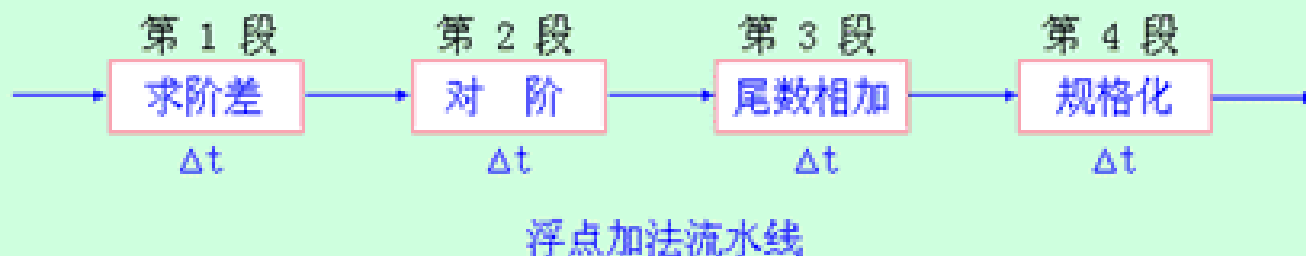 第 1 段 第 2 段 第 3 段 第 4 段
求阶差 对 阶 尾数相加 规格化
Δt Δt Δt Δt
浮点加法流水线